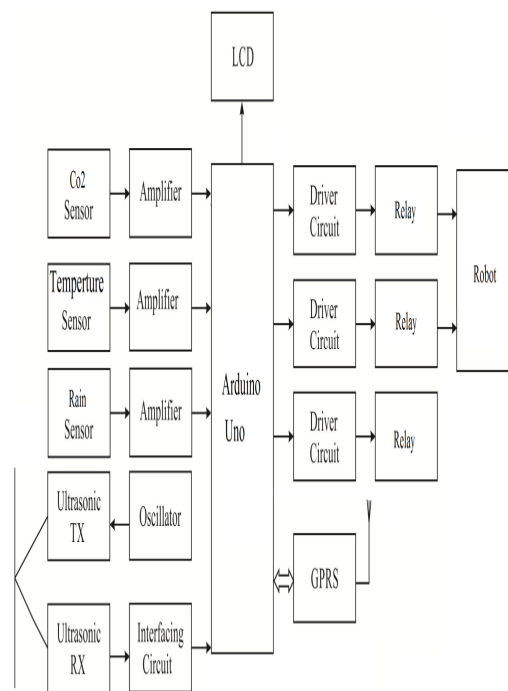 LCD
Co2
Sensor
Amplifier
Driver
Circuit
Relay
Robot
Temperture
Sensor
Amplifier
Driver
Circuit
Relay
Rain
Sensor
Amplifier
Arduino
Uno
Driver
Circuit
Relay
Ultrasonic
TX
Oscillator
GPRS
Ultrasonic
RX
Interfacing
Circuit